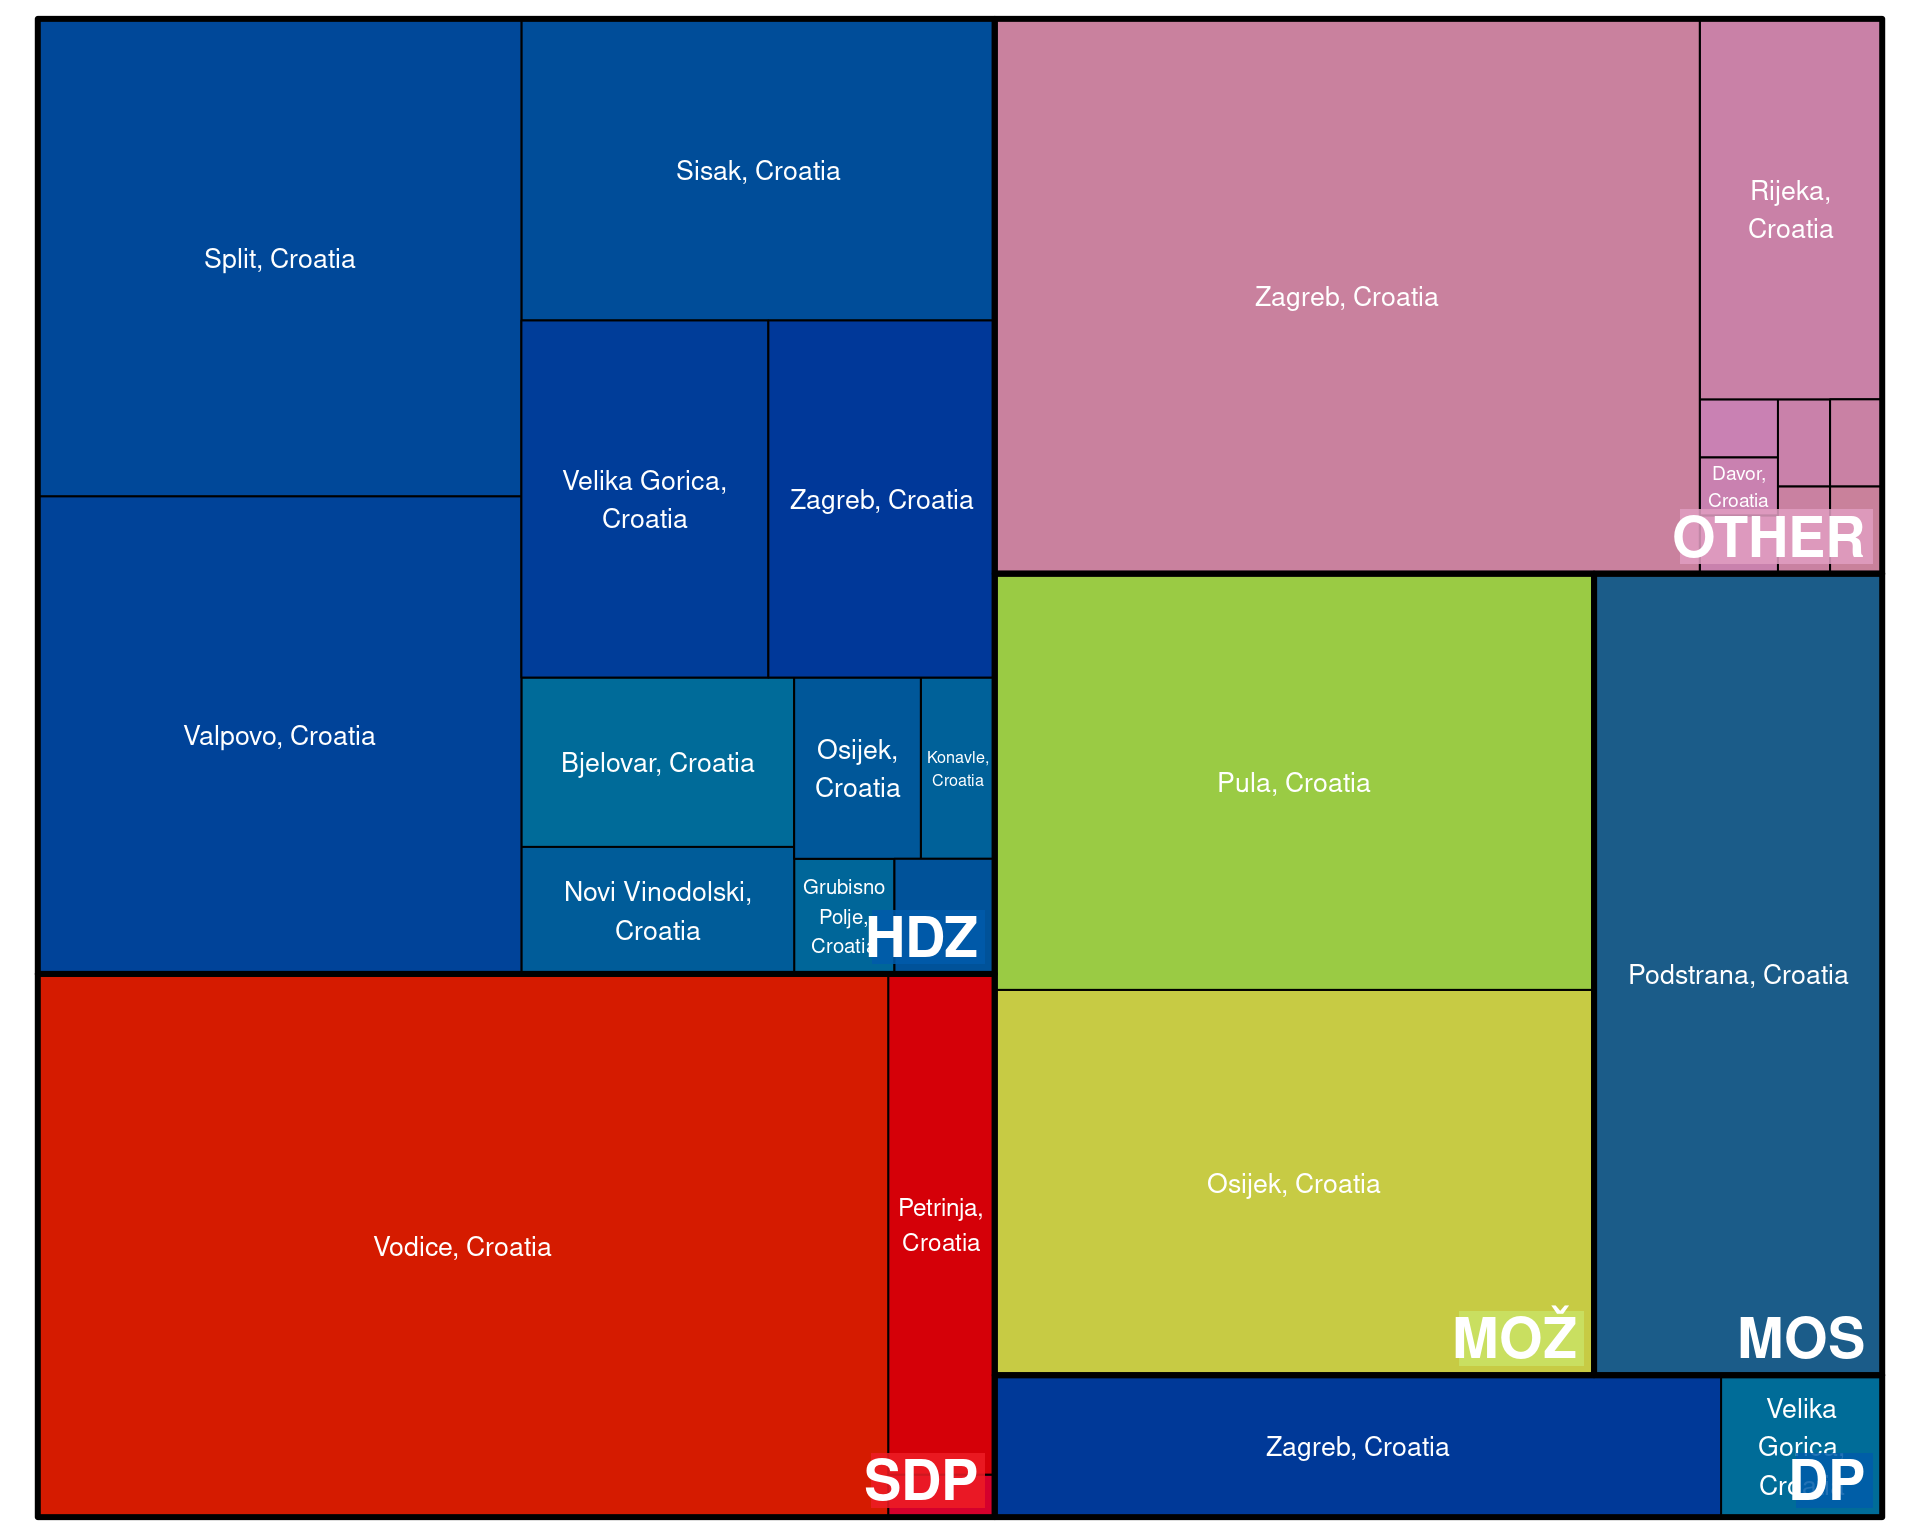 Split, Croatia
Sisak, Croatia
Velika Gorica,
Croatia
Zagreb, Croatia
Valpovo, Croatia
Bjelovar, Croatia
Osijek,
Croatia
Konavle,
Croatia
Novi Vinodolski,
Croatia
Grubisno
Polje,
Croatia
HDZ
Vodice, Croatia
Petrinja,
Croatia
SDP
Zagreb, Croatia
Rijeka,
Croatia
Davor,
Croatia
OTHER
Pula, Croatia
Osijek, Croatia
MOŽ
Podstrana, Croatia
MOS
Zagreb, Croatia
Velika
Gorica,
Croatia
DP